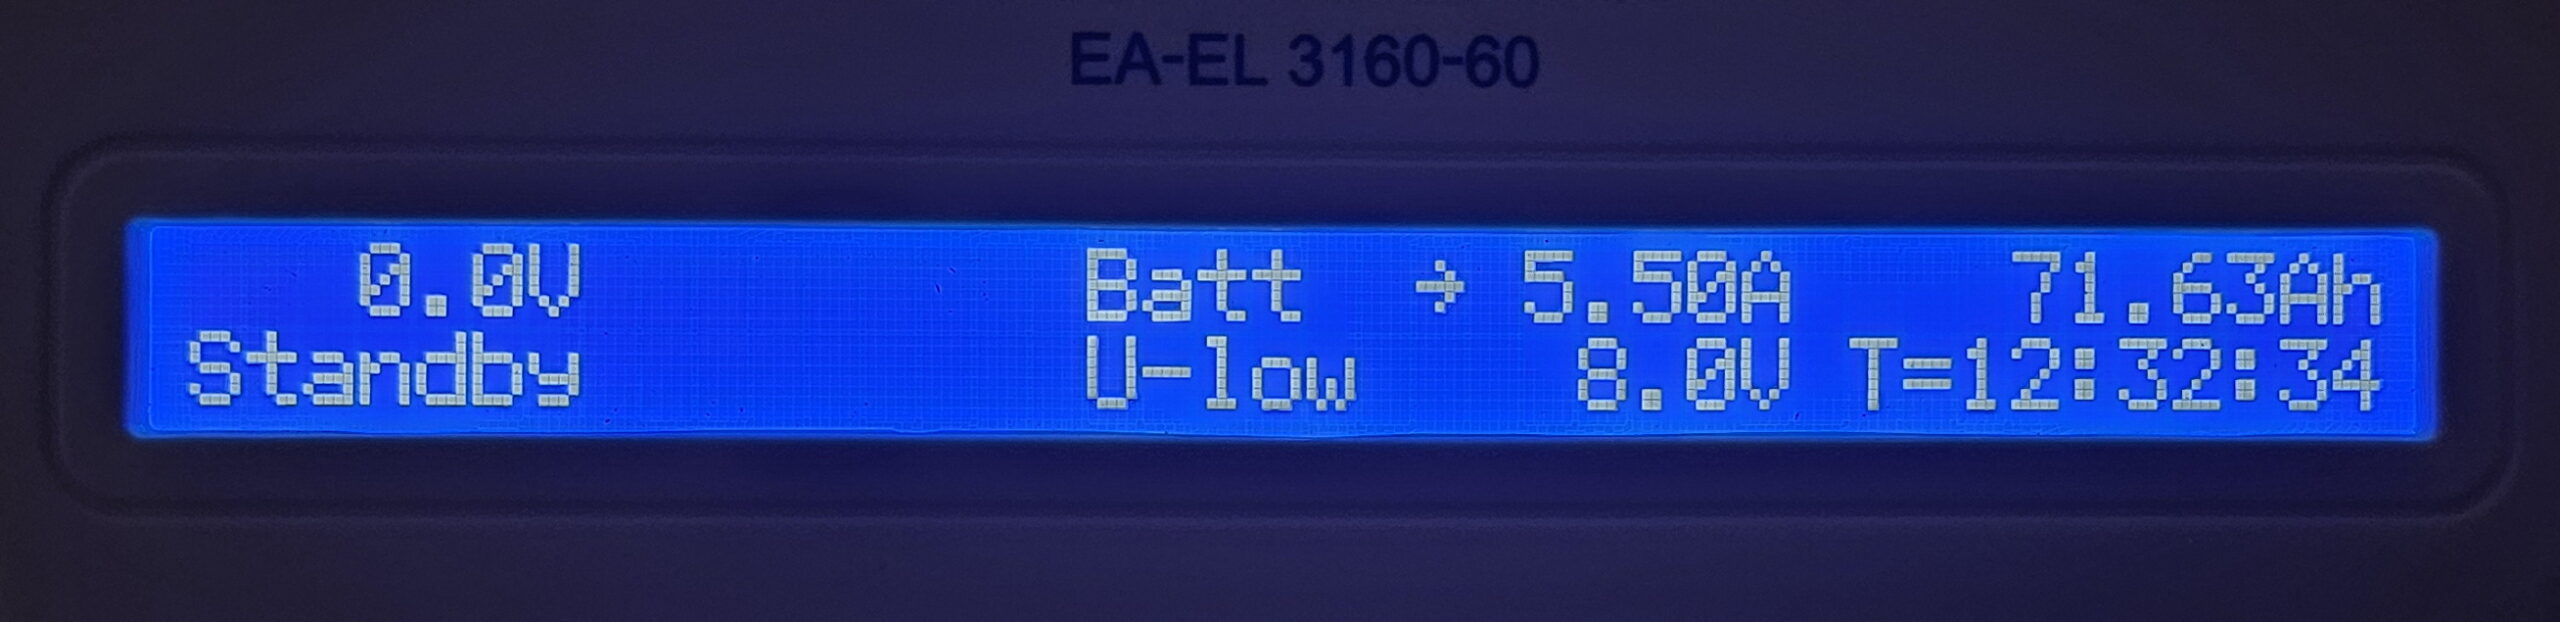 EA-EL 3160-60
0.0V Batt → 5.50A 71.63Ah
Standby U-low 8.0V T=12:32:34